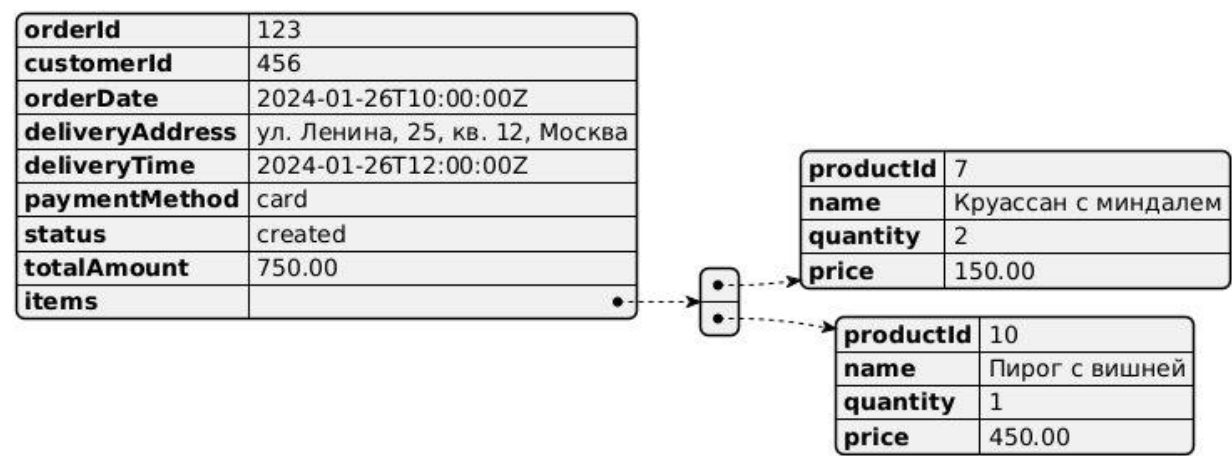 orderId 123
customerId 456
orderDate 2024-01-26T10:00:00Z
deliveryAddress ул. Ленина, 25, кв. 12, Москва
deliveryTime 2024-01-26T12:00:00Z
paymentMethod card
status created
totalAmount 750.00
items
productId 7
name Круассан с миндалем
quantity 2
price 150.00
productId 10
name Пирог с вишней
quantity 1
price 450.00